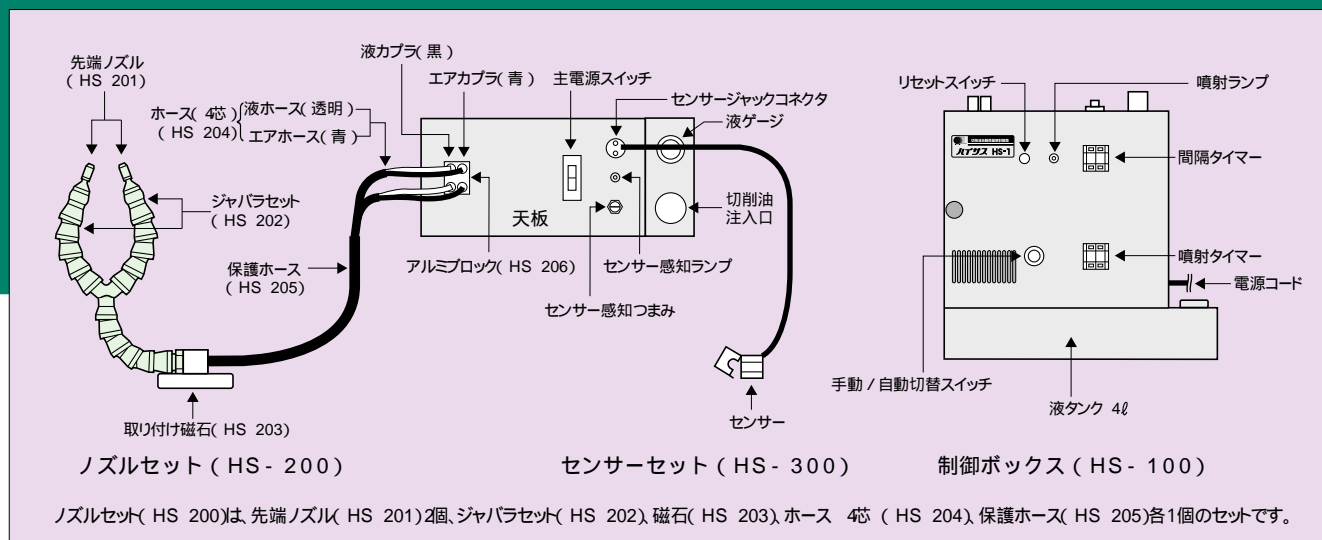 先端ノズル
( HS 201)
ホース( 4芯)
( HS 204)
液ホース( 透明)
エアホース( 青)
液カプラ( 黒 )
エアカプラ( 青 )
主電源スイッチ
センサージャックコネクタ
液ゲージ
ジャバラセット
( HS 202)
保護ホース
( HS 205)
天板
アルミブロック( HS 206)
切削油
注入口
センサー感知ランプ
センサー感知つまみ
センサー
取り付け磁石( HS 203)
リセットスイッチ
噴射ランプ
ハイサス HS-1
間隔タイマー
噴射タイマー
電源コード
手動 / 自動切替スイッチ
液タンク 4ℓ
ノズルセット ( HS - 200 )
センサーセット ( HS - 300 )
制御ボックス ( HS - 100 )
ノズルセット( HS 200)は、先端ノズル( HS 201)2個、ジャバラセット( HS 202)、磁石( HS 203)、ホース 4芯 ( HS 204)、保護ホース( HS 205)各1個のセットです。